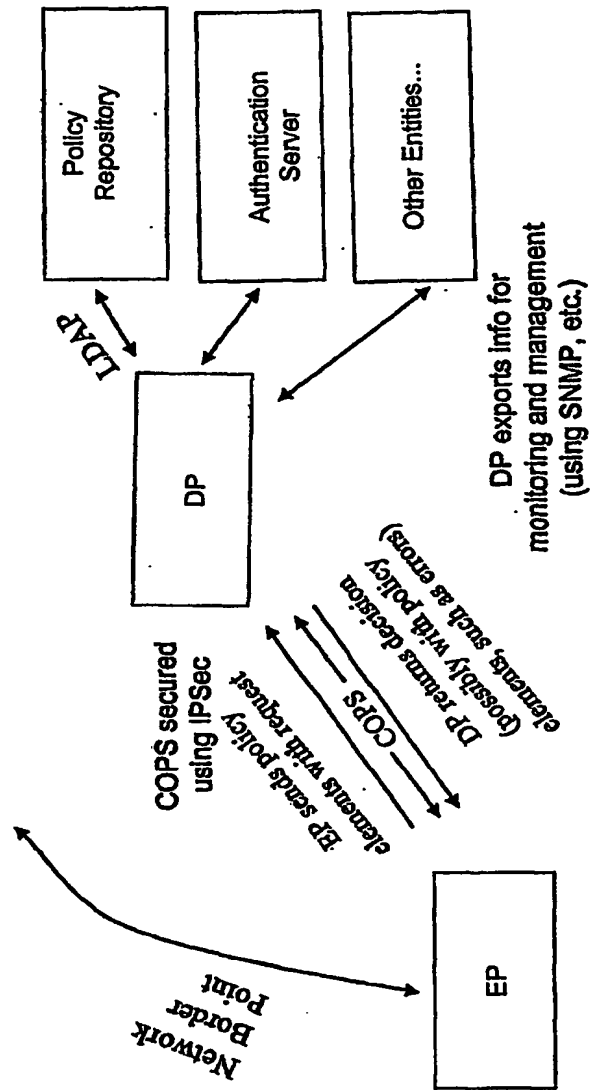 Policy
Repository
Authentication
Server
Other Entities...
LDAP
DP
DP exports info for
monitoring and management
(using SNMP, etc.)
COPS secured
using IPSec
EP sends policy
elements with request
COPS
DP returns decision
(possibly with policy
elements, such as errors)
Network
Border
Point
EP